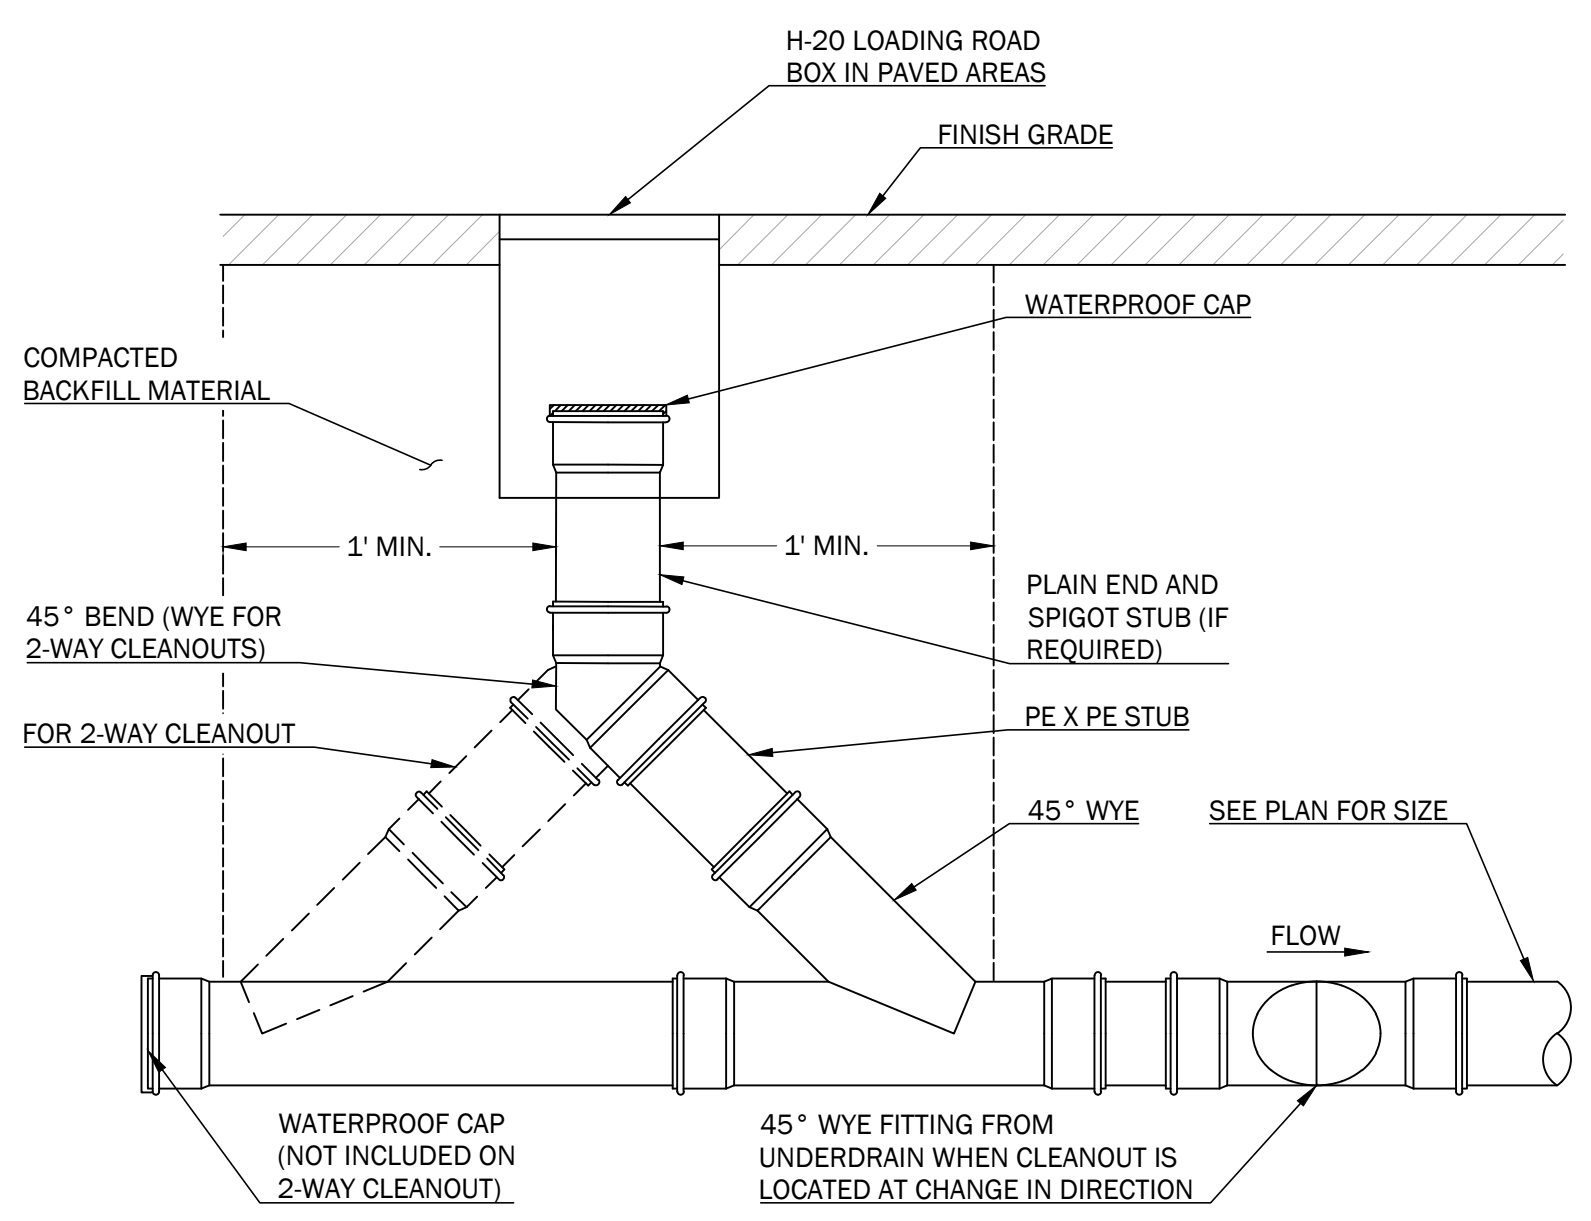 H-20 LOADING ROAD
BOX IN PAVED AREAS
FINISH GRADE
WATERPROOF CAP
COMPACTED
BACKFILL MATERIAL
1' MIN.
1' MIN.
PLAIN END AND
SPIGOT STUB (IF
REQUIRED)
45° BEND (WYE FOR
2-WAY CLEANOUTS)
FOR 2-WAY CLEANOUT
PE X PE STUB
45° WYE
SEE PLAN FOR SIZE
FLOW
WATERPROOF CAP
(NOT INCLUDED ON
2-WAY CLEANOUT)
45° WYE FITTING FROM
UNDERDRAIN WHEN CLEANOUT IS
LOCATED AT CHANGE IN DIRECTION